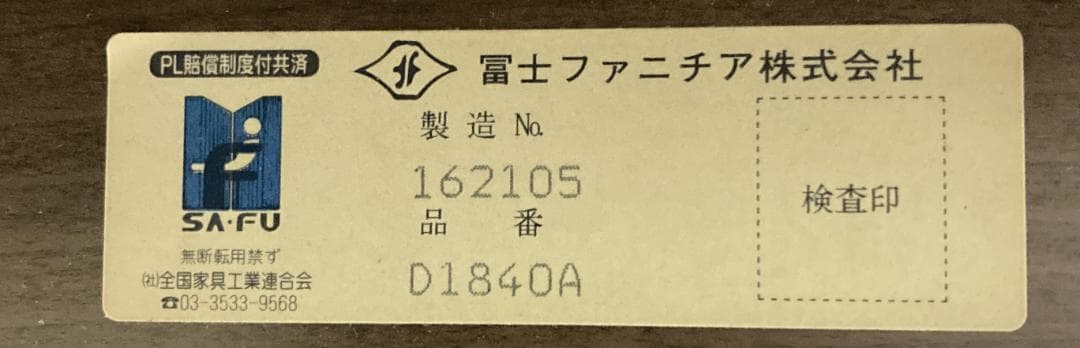 PL賠償制度付共済
SA・FU
無断転用禁ず
(社)全国家具工業連合会
☎03-3533-9568
冨士ファニチア株式会社
製造 No.
162105
品番
D1840A
検査印